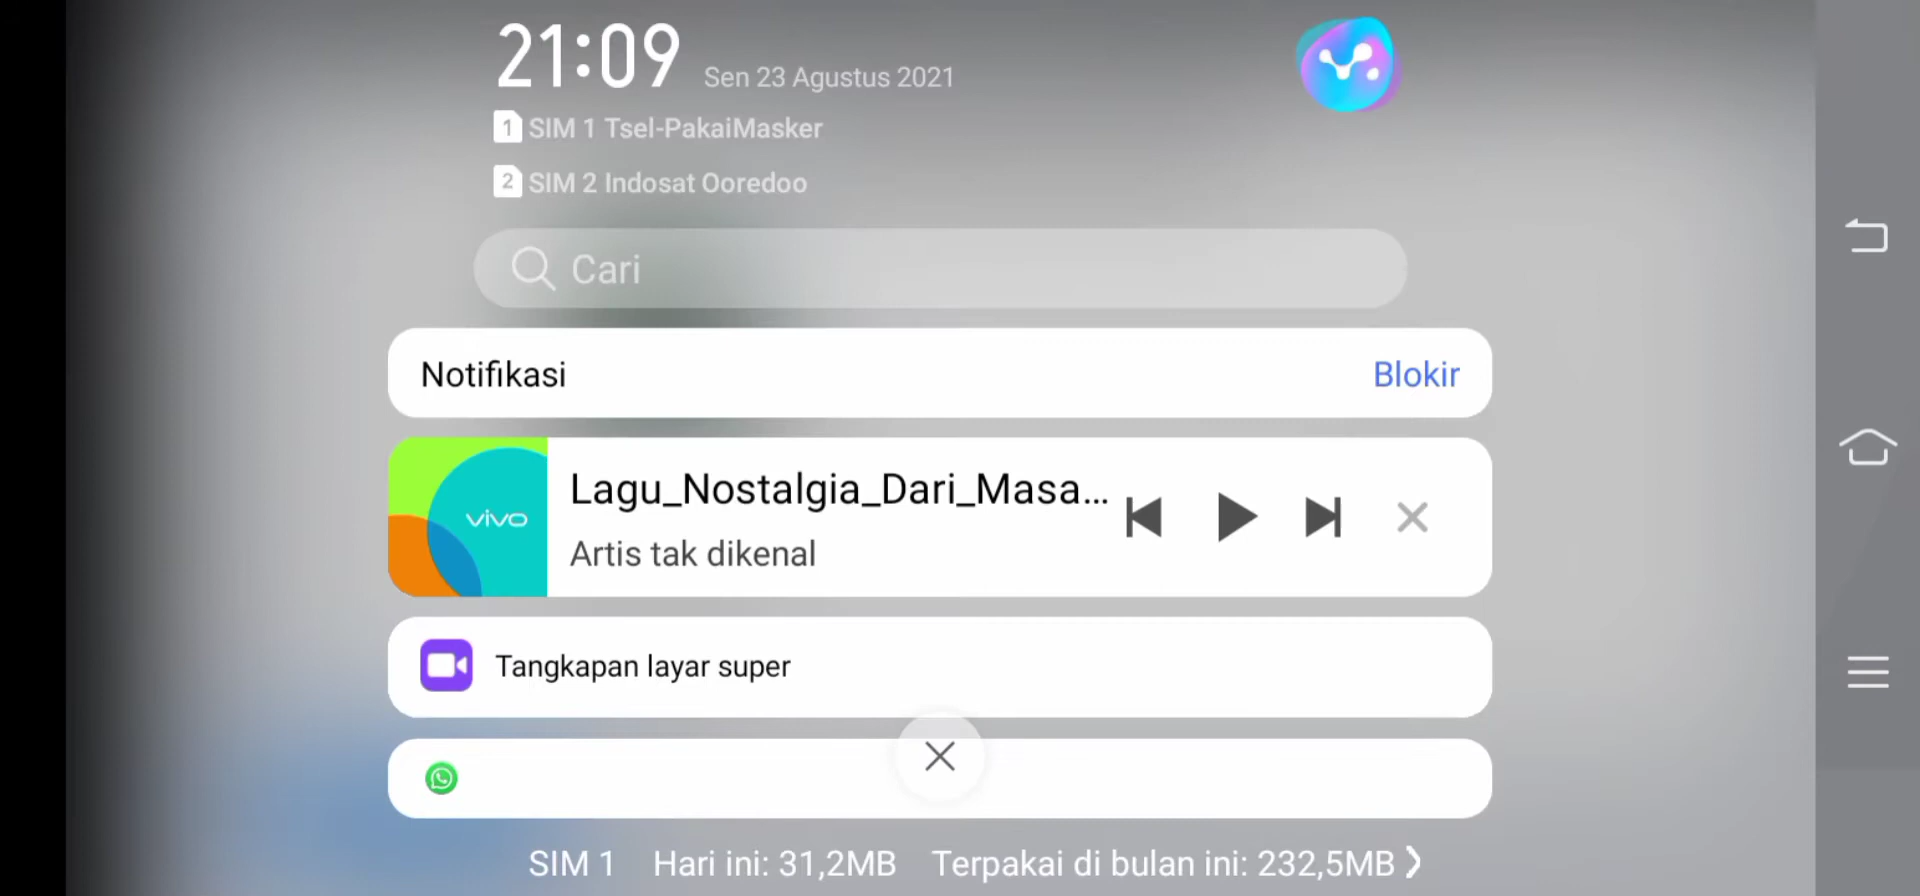 21:09 Sen 23 Agustus 2021
1 SIM 1 Tsel-PakaiMasker
2 SIM 2 Indosat Ooredoo
Cari
Notifikasi Blokir
vivo
Lagu_Nostalgia_Dari_Masa...
Artis tak dikenal
Tangkapan layar super
SIM 1 Hari ini: 31,2MB Terpakai di bulan ini: 232,5MB